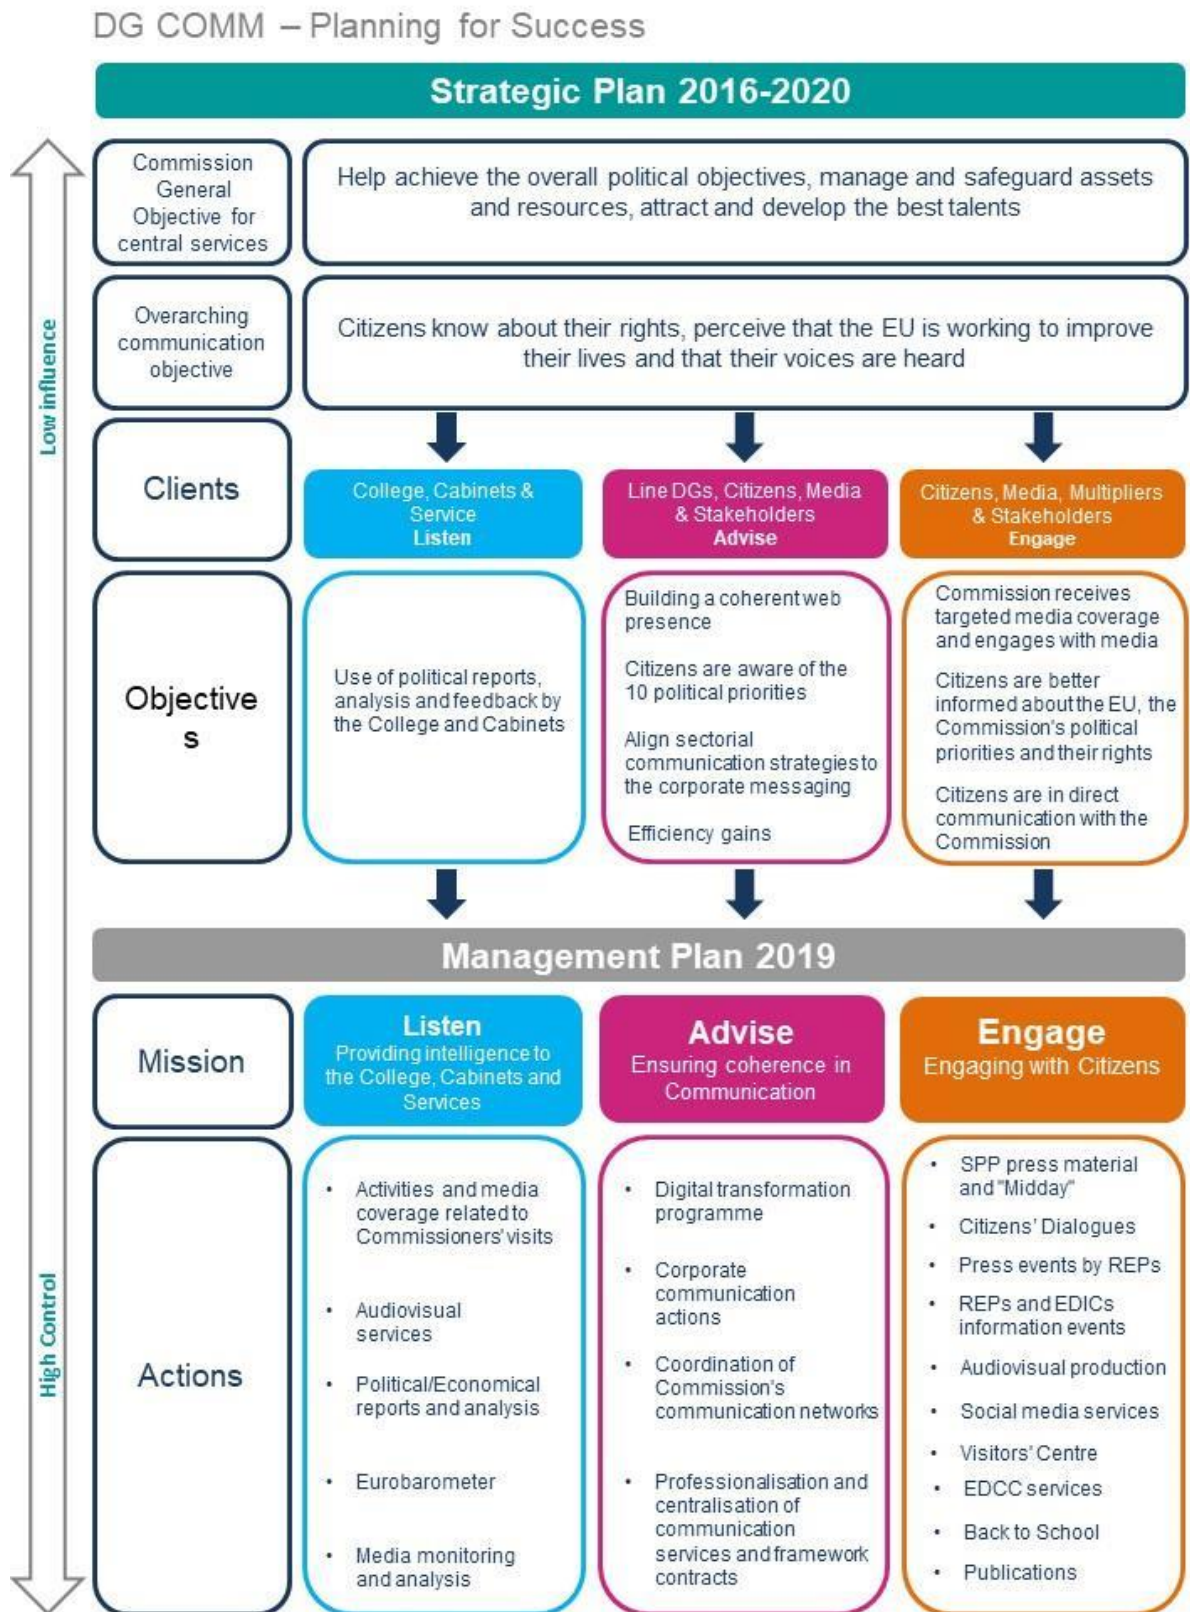 DG COMM – Planning for Success
Strategic Plan 2016-2020
Low influence
High Control
Commission
General
Objective for
central services
Help achieve the overall political objectives, manage and safeguard assets
and resources, attract and develop the best talents
Overarching
communication
objective
Citizens know about their rights, perceive that the EU is working to improve
their lives and that their voices are heard
Clients
College, Cabinets &
Service
Listen
Line DGs, Citizens, Media
& Stakeholders
Advise
Citizens, Media, Multipliers
& Stakeholders
Engage
Objective
s
Use of political reports,
analysis and feedback by
the College and Cabinets
Building a coherent web
presence
Citizens are aware of the
10 political priorities
Align sectorial
communication strategies to
the corporate messaging
Efficiency gains
Commission receives
targeted media coverage
and engages with media
Citizens are better
informed about the EU, the
Commission's political
priorities and their rights
Citizens are in direct
communication with the
Commission
Management Plan 2019
Mission
Listen
Providing intelligence to
the College, Cabinets and
Services
Advise
Ensuring coherence in
Communication
Engage
Engaging with Citizens
Actions
• Activities and media
coverage related to
Commissioners' visits
• Audiovisual
services
• Political/Economical
reports and analysis
• Eurobarometer
• Media monitoring
and analysis
• Digital transformation
programme
• Corporate
communication
actions
• Coordination of
Commission's
communication networks
• Professionalisation and
centralisation of
communication
services and framework
contracts
• SPP press material
and "Midday"
• Citizens' Dialogues
• Press events by REPs
• REPs and EDICs
information events
• Audiovisual production
• Social media services
• Visitors' Centre
• EDCC services
• Back to School
• Publications